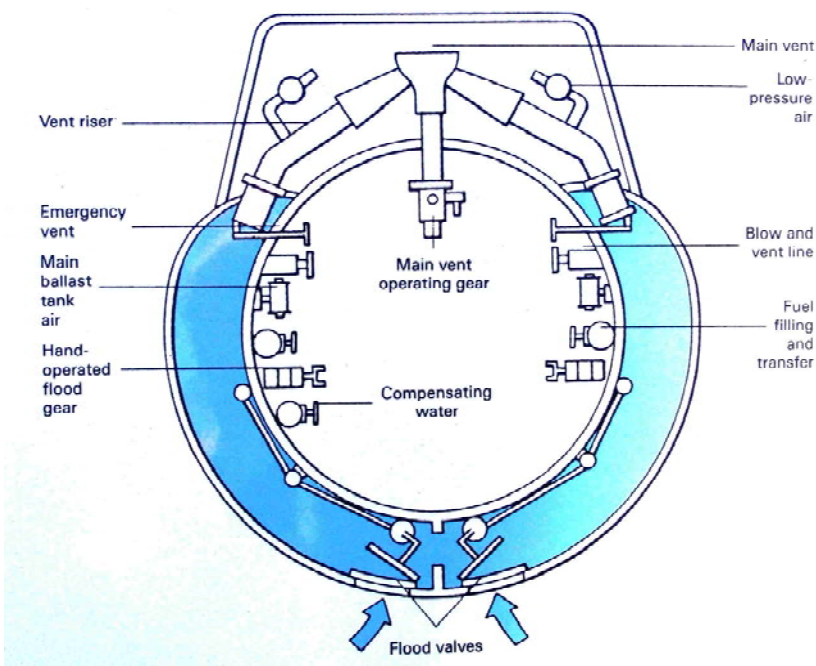 Main vent
Low-
pressure
air
Vent riser
Emergency
vent
Main
ballast
tank
air
Hand-
operated
flood
gear
Main vent
operating gear
Compensating
water
Blow and
vent line
Fuel
filling
and
transfer
Flood valves